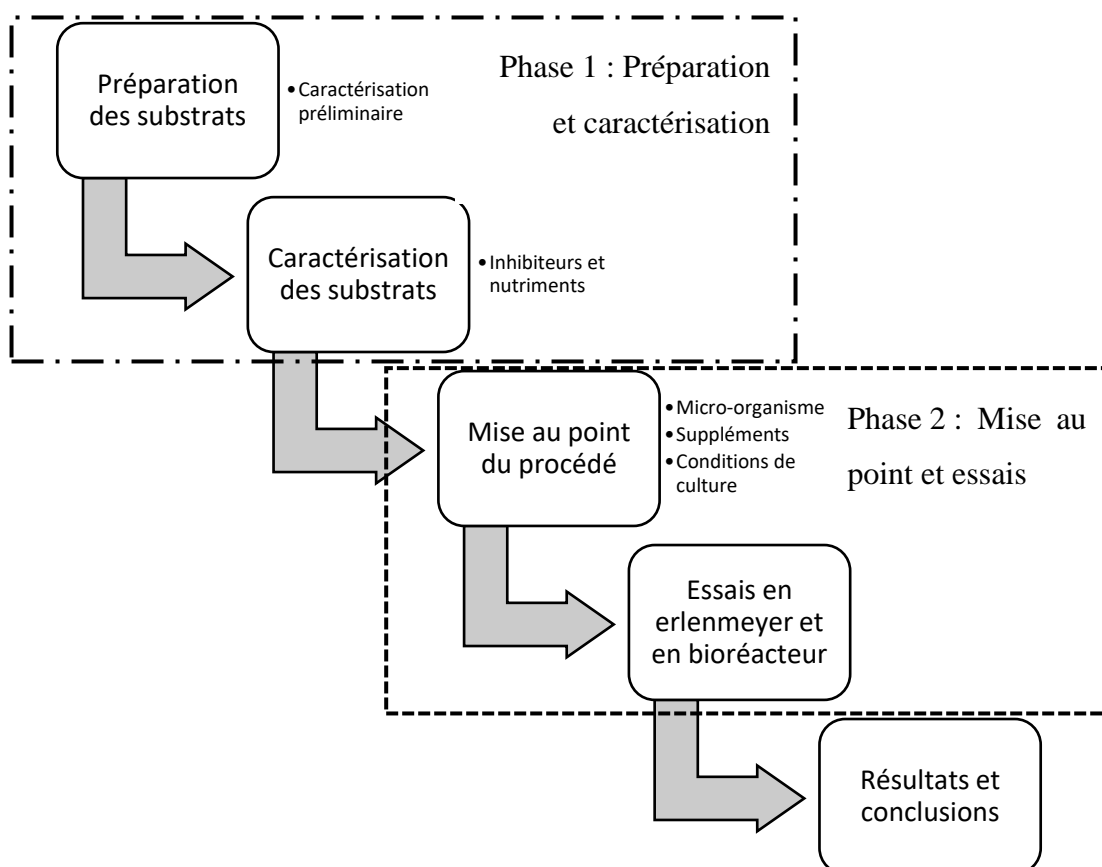 Préparation
des substrats
•Caractérisation
préliminaire
Phase 1 : Préparation
et caractérisation
Caractérisation
des substrats
•Inhibiteurs et
nutriments
Mise au point
du procédé
•Micro-organisme
•Suppléments
•Conditions de
culture
Phase 2 : Mise au
point et essais
Essais en
erlenmeyer et
en bioréacteur
Résultats et
conclusions